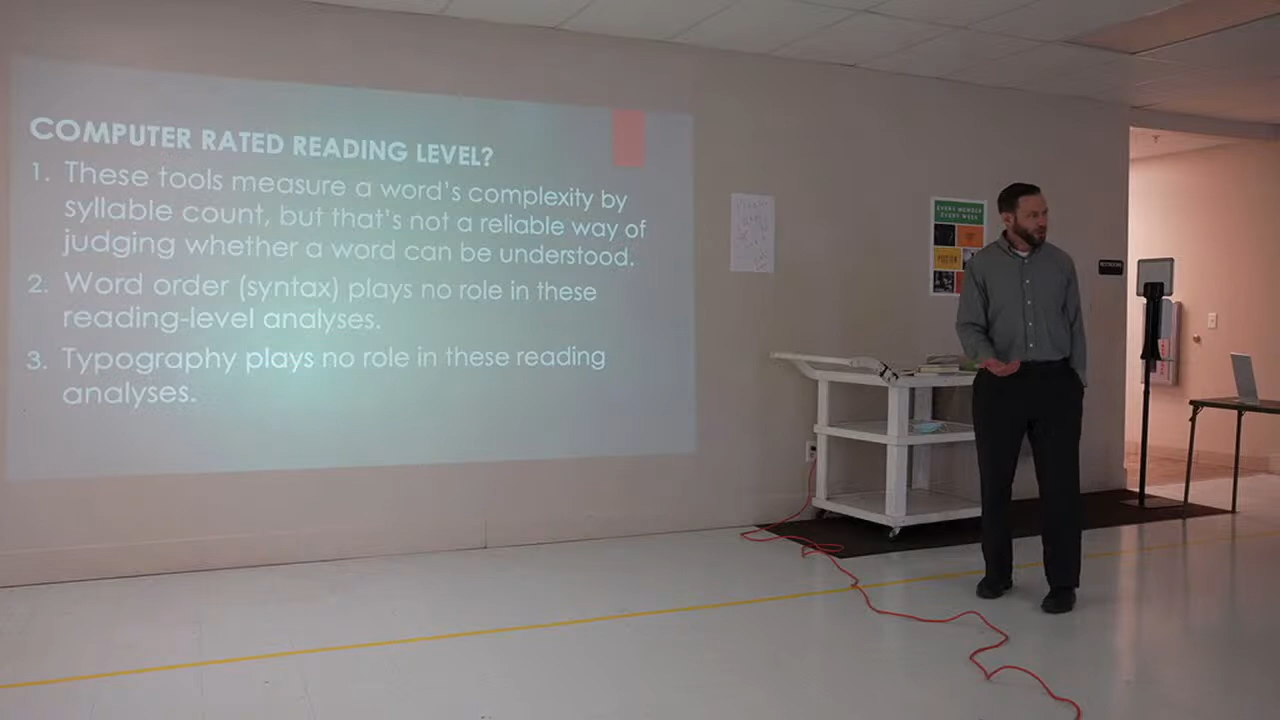 COMPUTER RATED READING LEVEL?
1. These tools measure a word's complexity by
syllable count, but that's not a reliable way of
judging whether a word can be understood.
2. Word order (syntax) plays no role in these
reading-level analyses.
3. Typography plays no role in these reading
analyses.
EVERY MEMBER
EVERY WEEK
RESTROOMS